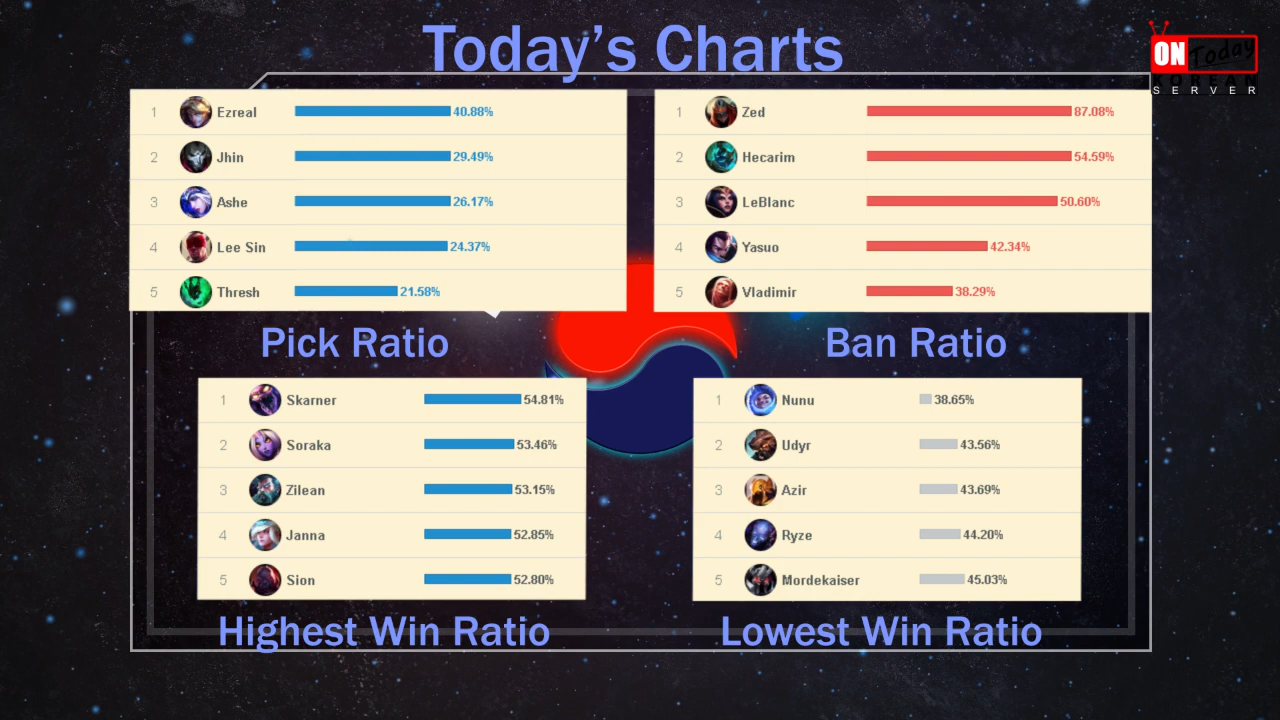 Today's Charts
ON Today
KOREAN
SERVER
1 Ezreal 40.88%
2 Jhin 29.49%
3 Ashe 26.17%
4 Lee Sin 24.37%
5 Thresh 21.58%
Pick Ratio
1 Zed 87.08%
2 Hecarim 54.59%
3 LeBlanc 50.60%
4 Yasuo 42.34%
5 Vladimir 38.29%
Ban Ratio
1 Skarner 54.81%
2 Soraka 53.46%
3 Zilean 53.15%
4 Janna 52.85%
5 Sion 52.80%
Highest Win Ratio
1 Nunu 38.65%
2 Udyr 43.56%
3 Azir 43.69%
4 Ryze 44.20%
5 Mordekaiser 45.03%
Lowest Win Ratio